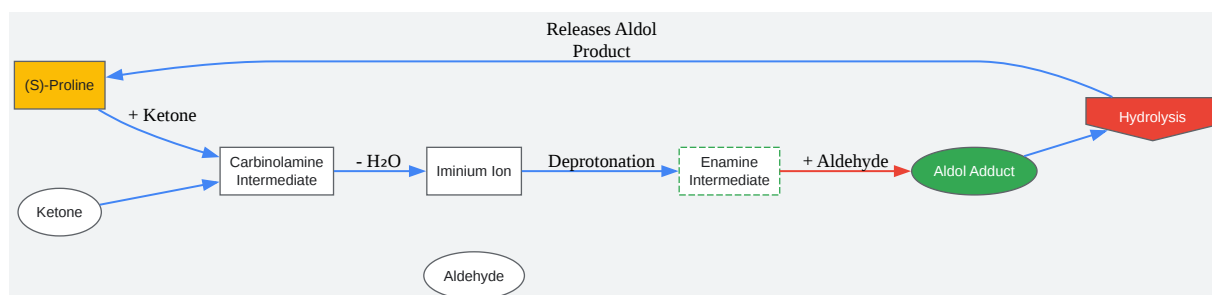 Releases Aldol
Product
(S)-Proline
+ Ketone
Hydrolysis
Carbinolamine
Intermediate
- H₂O
Iminium Ion
Deprotonation
Enamine
Intermediate
+ Aldehyde
Aldol Adduct
Ketone
Aldehyde